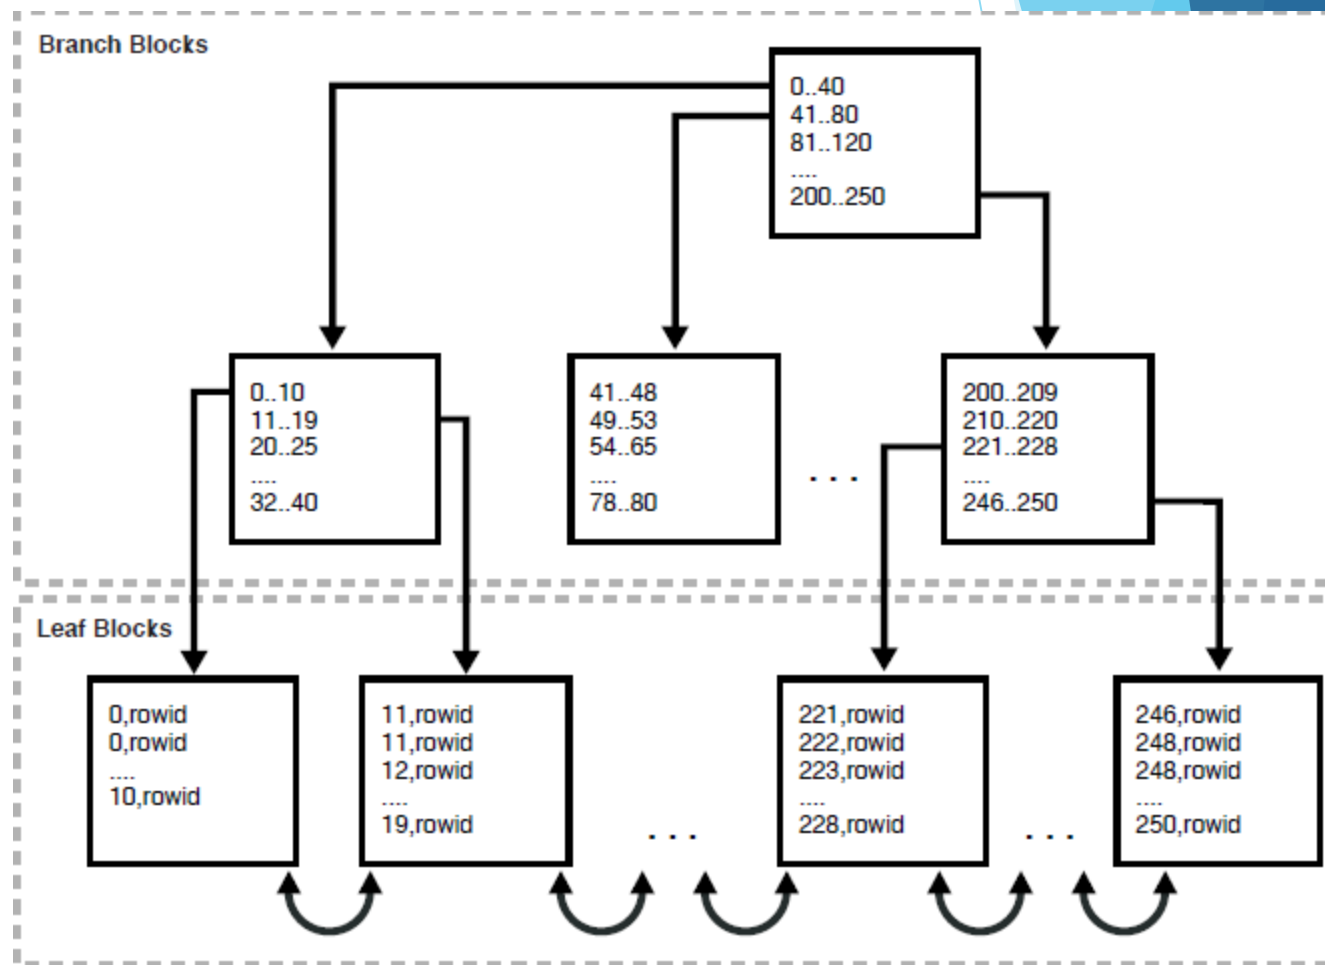 Branch Blocks
0..40
41..80
81..120
....
200..250
0..10
11..19
20..25
....
32..40
41..48
49..53
54..65
....
78..80
. . .
200..209
210..220
221..228
....
246..250
Leaf Blocks
0,rowid
0,rowid
....
10,rowid
11,rowid
11,rowid
12,rowid
....
19,rowid
. . .
221,rowid
222,rowid
223,rowid
....
228,rowid
. . .
246,rowid
248,rowid
248,rowid
....
250,rowid